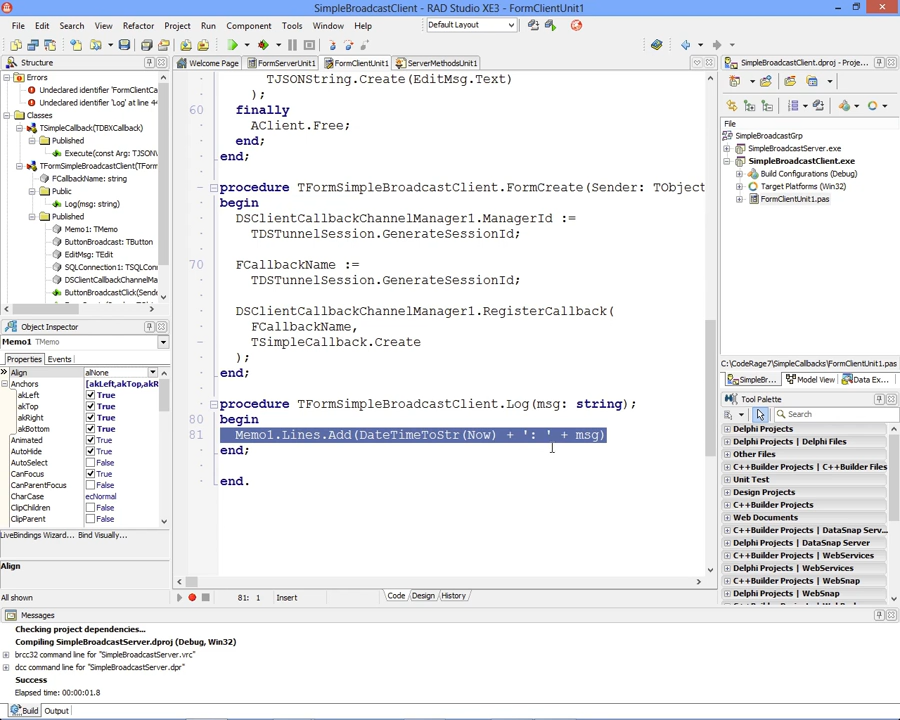 SimpleBroadcastClient - RAD Studio XE3 - FormClientUnit1
File Edit Search View Refactor Project Run Component Tools Window Help
Default Layout
Structure
Errors
Undeclared identifier 'FormClientCa
Undeclared identifier 'Log' at line 44
Classes
TSimpleCallback(TDBXCallback)
Published
Execute(const Arg: TJSON
TFormSimpleBroadcastClient(TForm
FCallbackName: string
Public
Log(msg: string)
Published
Memo1: TMemo
ButtonBroadcast: TButton
EditMsg: TEdit
SQLConnection1: TSQLConn
DSClientCallbackChannelMa
ButtonBroadcastClick(Sende
Object Inspector
Memo1 TMemo
Properties Events
Align alNone
Anchors [akLeft,akTop,akR
akLeft True
akTop True
akRight True
akBottom True
Animated True
AutoHide True
AutoSelect False
CanFocus True
CharCase ecNormal
ClipChildren False
ClipParent False
LiveBindings Wizard... Bind Visually...
Align
All shown
Welcome Page FormServerUnit1 FormClientUnit1 ServerMethodsUnit1
TJSONString.Create(EditMsg.Text)
);
60 finally
AClient.Free;
end;
end;
procedure TFormSimpleBroadcastClient.FormCreate(Sender: TObject
begin
DSClientCallbackChannelManager1.ManagerId :=
TDSTunnelSession.GenerateSessionId;
70 FCallbackName :=
TDSTunnelSession.GenerateSessionId;
DSClientCallbackChannelManager1.RegisterCallback(
FCallbackName,
TSimpleCallback.Create
);
end;
procedure TFormSimpleBroadcastClient.Log(msg: string);
80 begin
81 Memo1.Lines.Add(DateTimeToStr(Now) + ': ' + msg)
end;
end.
81: 1 Insert Code Design History
SimpleBroadcastClient.dproj - Proje...
File
SimpleBroadcastGrp
SimpleBroadcastServer.exe
SimpleBroadcastClient.exe
Build Configurations (Debug)
Target Platforms (Win32)
FormClientUnit1.pas
C:\CodeRage7\SimpleCallbacks\FormClientUnit1.pas
SimpleBr... Model View Data Ex...
Tool Palette
Search
Delphi Projects
Delphi Projects | Delphi Files
Other Files
C++Builder Projects | C++Builder Files
Unit Test
Design Projects
C++Builder Projects
Web Documents
C++Builder Projects | DataSnap Serv...
Delphi Projects | DataSnap Server
C++Builder Projects | WebServices
Delphi Projects | WebServices
C++Builder Projects | WebSnap
Delphi Projects | WebSnap
Messages
Checking project dependencies...
Compiling SimpleBroadcastServer.dproj (Debug, Win32)
brcc32 command line for "SimpleBroadcastServer.vrc"
dcc command line for "SimpleBroadcastServer.dpr"
Success
Elapsed time: 00:00:01.8
Build Output